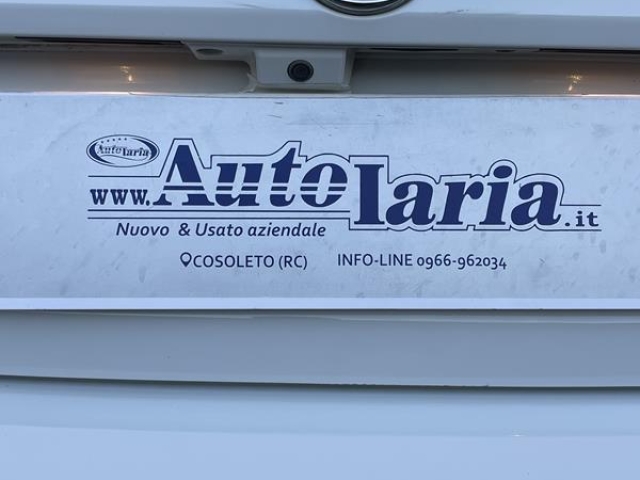 AutoIaria
www.AutoIaria.it
Nuovo & Usato aziendale
COSOLETO (RC) INFO-LINE 0966-962034